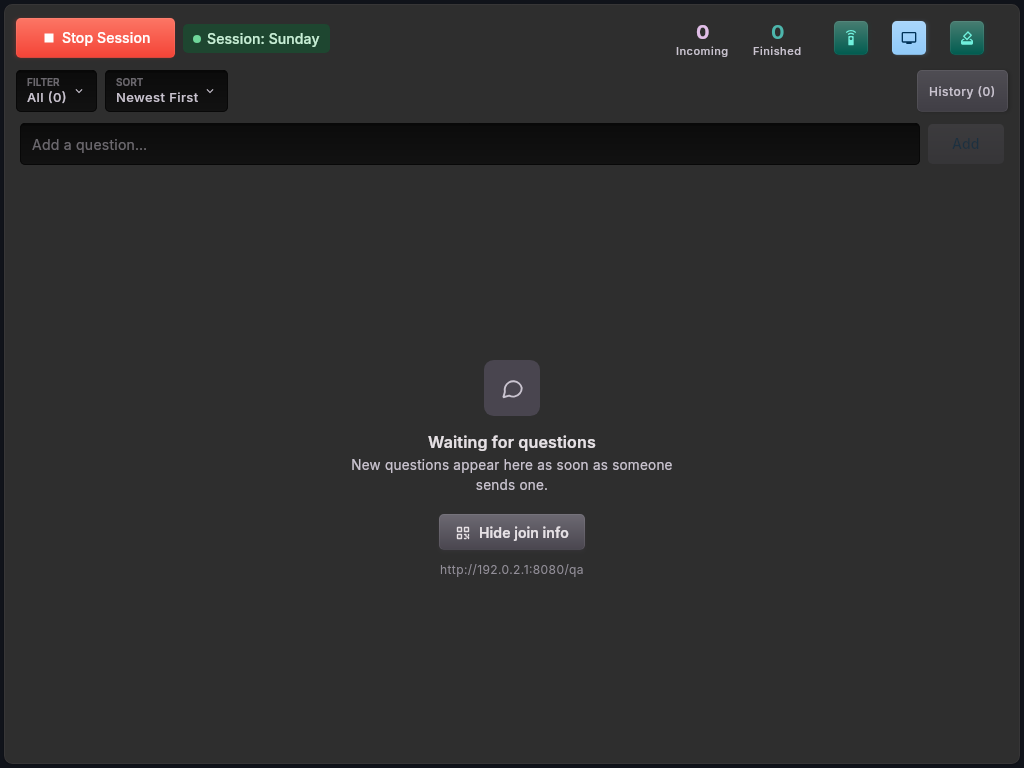 Stop Session
Session: Sunday
0
Incoming
0
Finished
FILTER
All (0)
SORT
Newest First
History (0)
Add a question...
Add
Waiting for questions
New questions appear here as soon as someone
sends one.
Hide join info
http://192.0.2.1:8080/qa